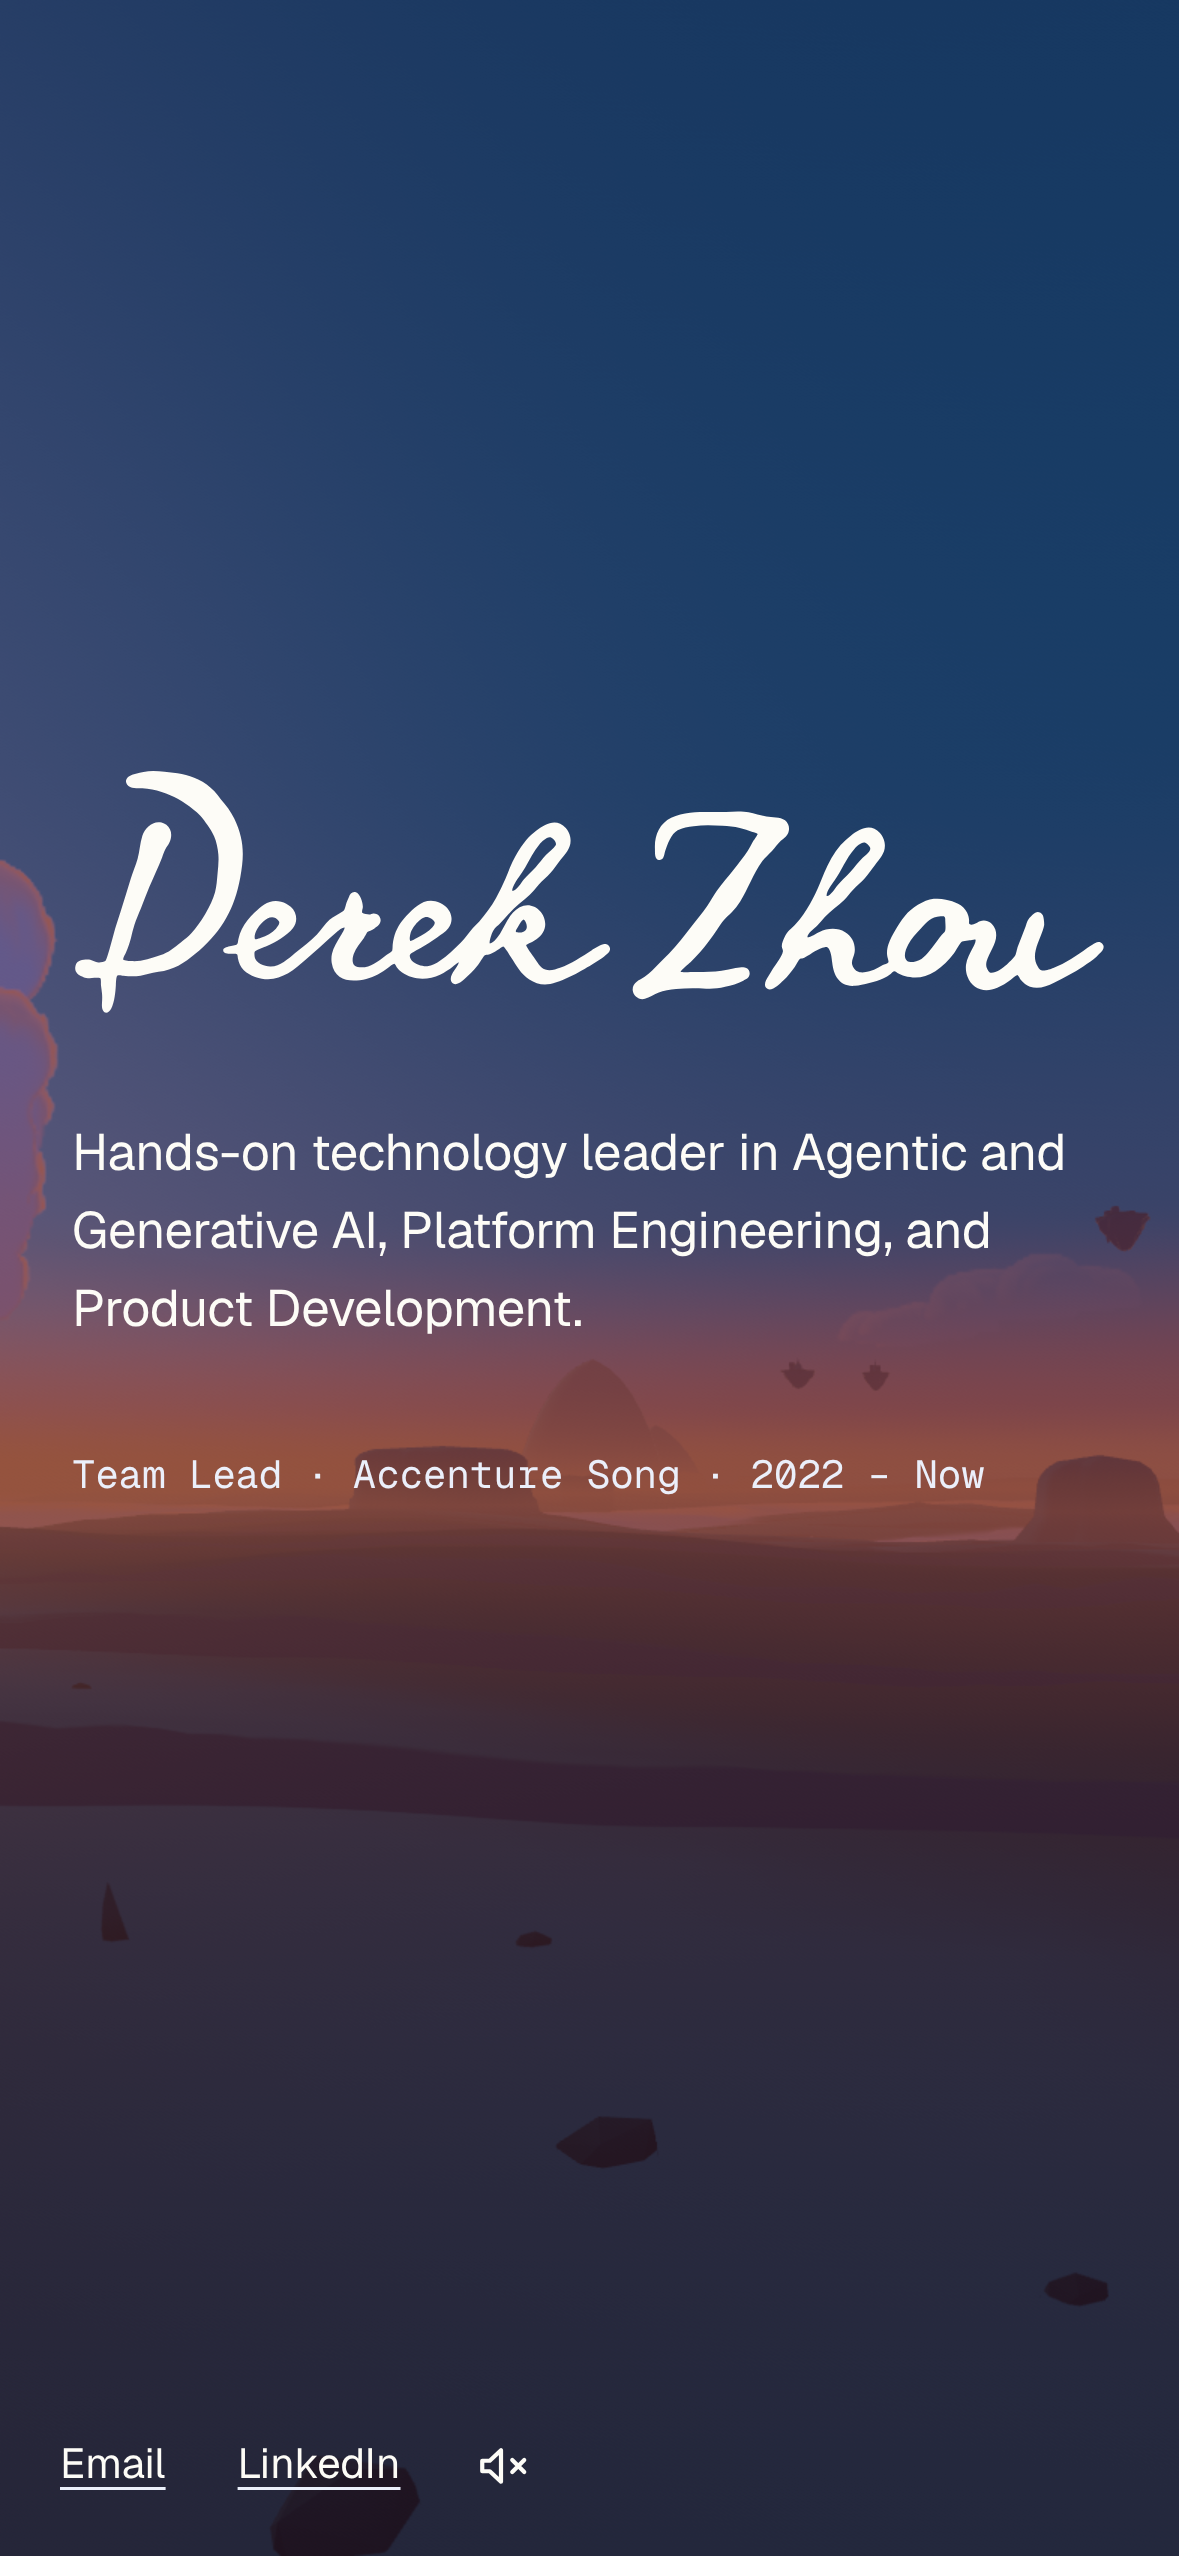 Derek Zhou
Hands-on technology leader in Agentic and
Generative AI, Platform Engineering, and
Product Development.
Team Lead · Accenture Song · 2022 – Now
Email LinkedIn